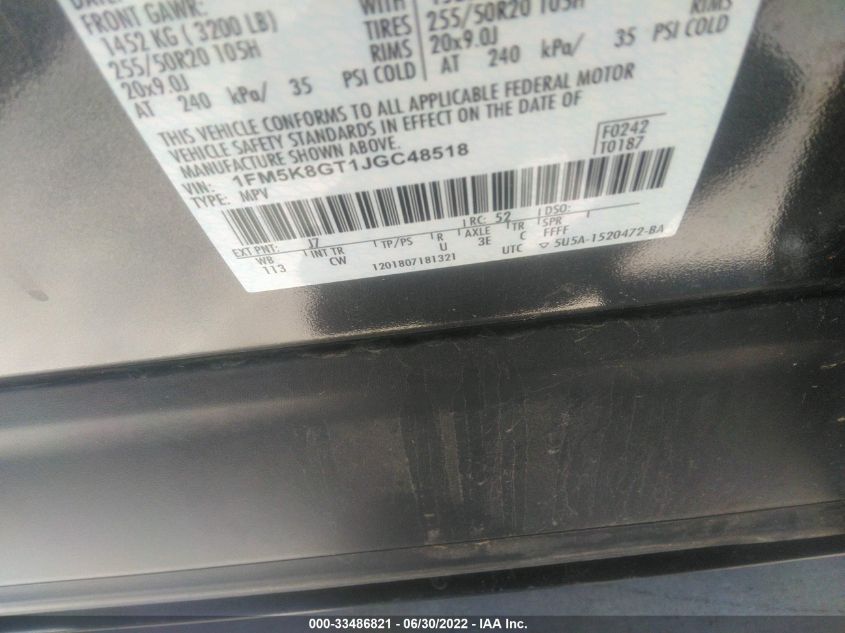 FRONT GAWR:
1452 KG ( 3200 LB)
255/50R20 105H
20x9.0J
AT 240 kPa/ 35 PSI COLD
WITH
TIRES
RIMS
255/50R20 105H
20x9.0J
AT 240 kPa/ 35 PSI COLD
RIMS
THIS VEHICLE CONFORMS TO ALL APPLICABLE FEDERAL MOTOR
VEHICLE SAFETY STANDARDS IN EFFECT ON THE DATE OF
MANUFACTURE SHOWN ABOVE.
VIN: 1FM5K8GT1JGC48518
TYPE: MPV
F0242
T0187
EXT PNT: J7 RC: 52 DSO:
WB INT TR TP/PS R AXLE TR SPR
113 CW U 3E C FFFF
1201807181321 UTC ▽ 5U5A-1520472-BA
000-33486821 / 06/30/2022 - IAA Inc.